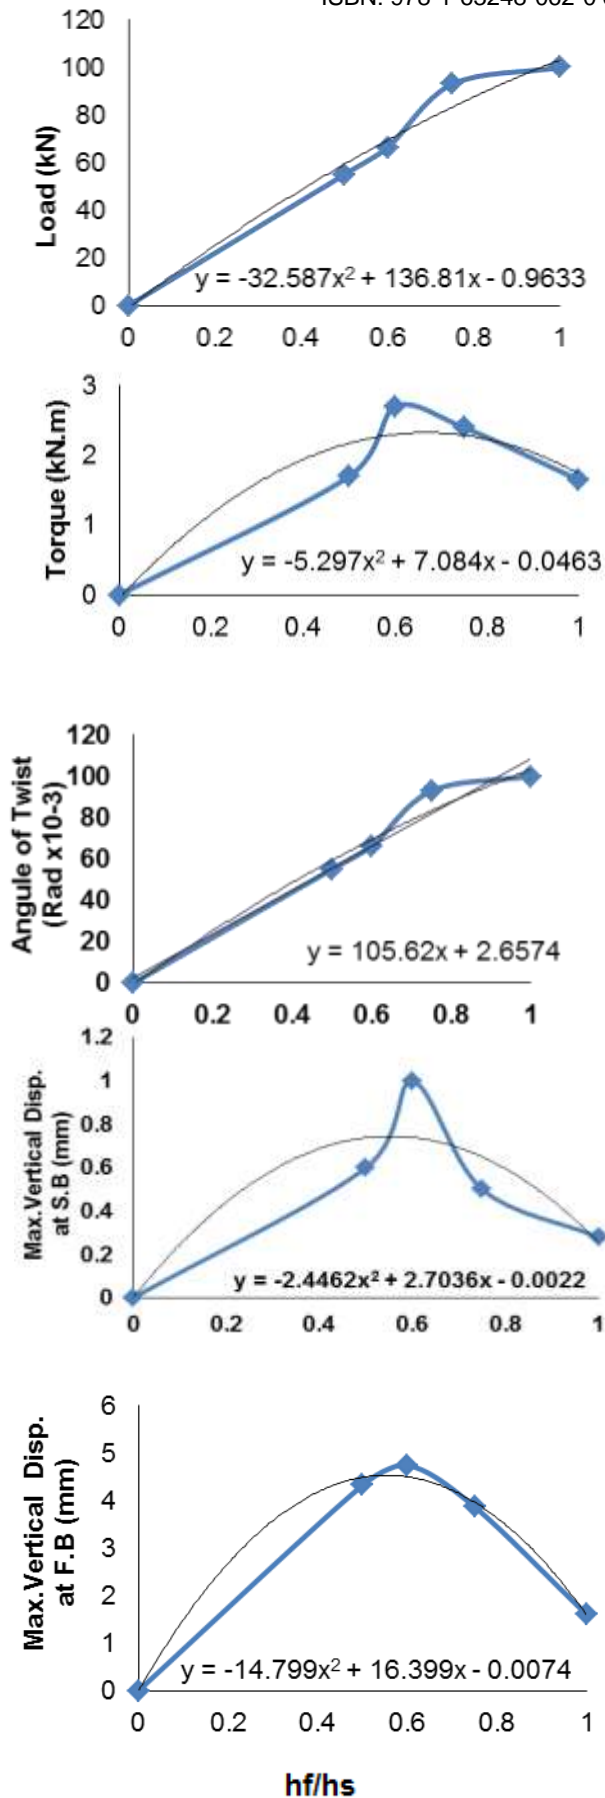 120
100
80
60
40
20
0
Load (kN)
y = -32.587x² + 136.81x - 0.9633
0 0.2 0.4 0.6 0.8 1
3
2
1
0
Torque (kN.m)
y = -5.297x² + 7.084x - 0.0463
0 0.2 0.4 0.6 0.8 1
120
100
80
60
40
20
0
Angule of Twist
(Rad x10-3)
y = 105.62x + 2.6574
0 0.2 0.4 0.6 0.8 1
1.2
1
0.8
0.6
0.4
0.2
0
Max.Vertical Disp.
at S.B (mm)
y = -2.4462x² + 2.7036x - 0.0022
0 0.2 0.4 0.6 0.8 1
6
5
4
3
2
1
0
Max.Vertical Disp.
at F.B (mm)
y = -14.799x² + 16.399x - 0.0074
0 0.2 0.4 0.6 0.8 1
hf/hs